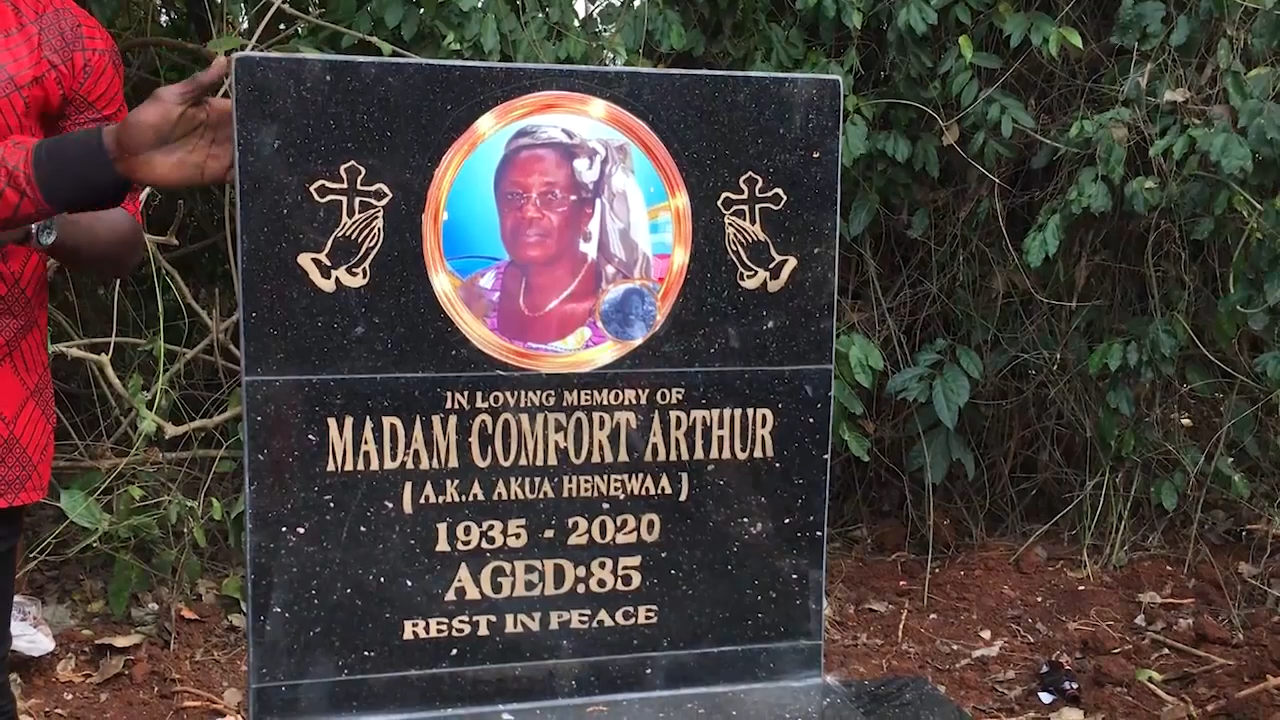 IN LOVING MEMORY OF
MADAM COMFORT ARTHUR
(A.K.A AKUA HENEWAA)
1935 - 2020
AGED:85
REST IN PEACE